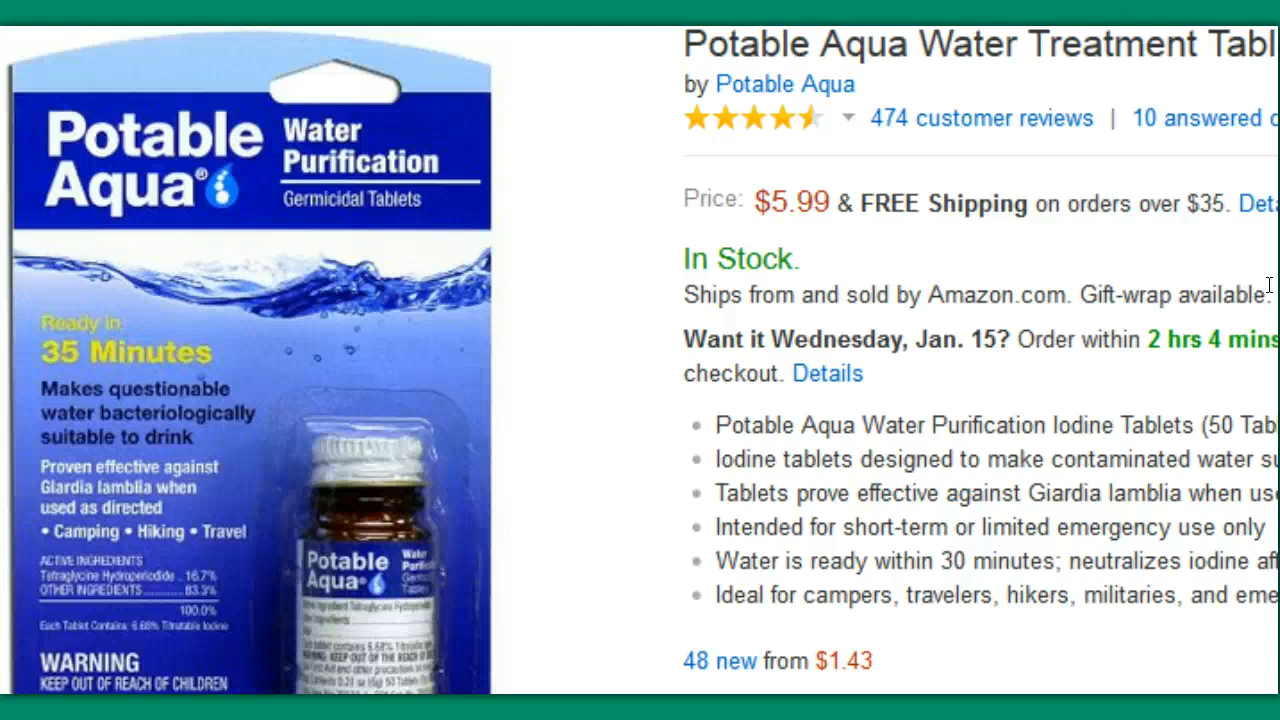 Potable
Aqua®
Water
Purification
Germicidal Tablets
Ready in
35 Minutes
Makes questionable
water bacteriologically
suitable to drink
Proven effective against
Giardia lamblia when
used as directed
• Camping • Hiking • Travel
ACTIVE INGREDIENTS
Tetraglycine Hydroperiodide .. 16.7%
OTHER INGREDIENTS .......... 83.3%
100.0%
Each Tablet Contains: 6.68% Titratable Iodine
WARNING
KEEP OUT OF REACH OF CHILDREN
Potable
Aqua
Water
Potable Aqua Water Treatment Tabl
by Potable Aqua
474 customer reviews | 10 answered
Price: $5.99 & FREE Shipping on orders over $35. Deta
In Stock.
Ships from and sold by Amazon.com. Gift-wrap available.
Want it Wednesday, Jan. 15? Order within 2 hrs 4 mins
checkout. Details
• Potable Aqua Water Purification Iodine Tablets (50 Tab
• Iodine tablets designed to make contaminated water su
• Tablets prove effective against Giardia lamblia when use
• Intended for short-term or limited emergency use only
• Water is ready within 30 minutes; neutralizes iodine aft
• Ideal for campers, travelers, hikers, militaries, and eme
48 new from $1.43